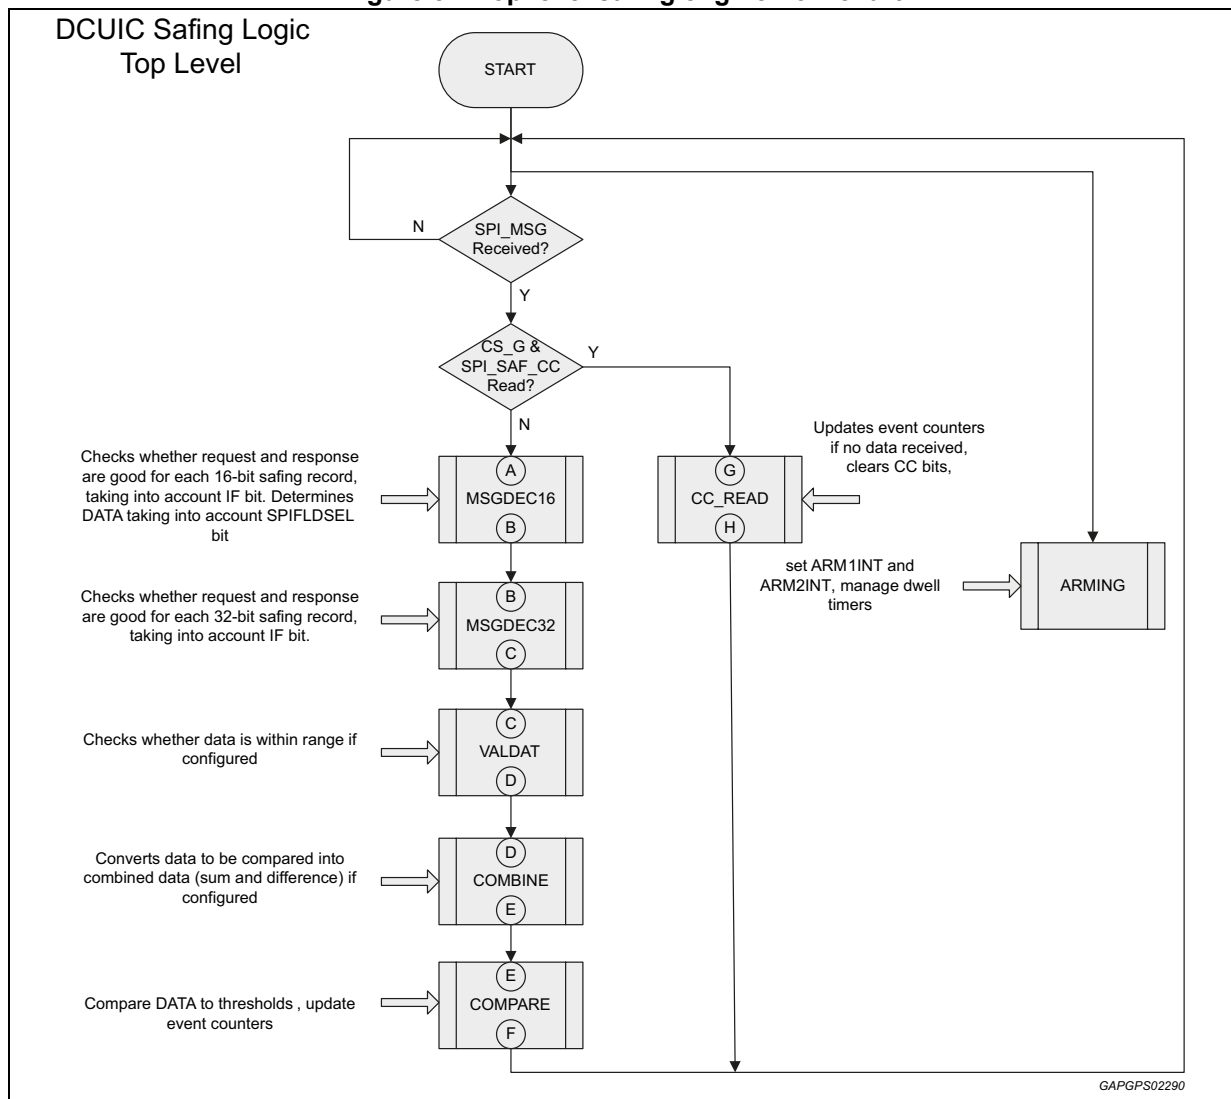 DCUIC Safing Logic
Top Level
START
N
SPI_MSG
Received?
Y
CS_G &
SPI_SAF_CC
Read?
Y
N
Checks whether request and response
are good for each 16-bit safing record,
taking into account IF bit. Determines
DATA taking into account SPIFLDSEL
bit
A
MSGDEC16
B
Updates event counters
if no data received,
clears CC bits,
G
CC_READ
H
set ARM1INT and
ARM2INT, manage dwell
timers
ARMING
Checks whether request and response
are good for each 32-bit safing record,
taking into account IF bit.
B
MSGDEC32
C
Checks whether data is within range if
configured
C
VALDAT
D
Converts data to be compared into
combined data (sum and difference) if
configured
D
COMBINE
E
Compare DATA to thresholds , update
event counters
E
COMPARE
F
GAPGPS02290